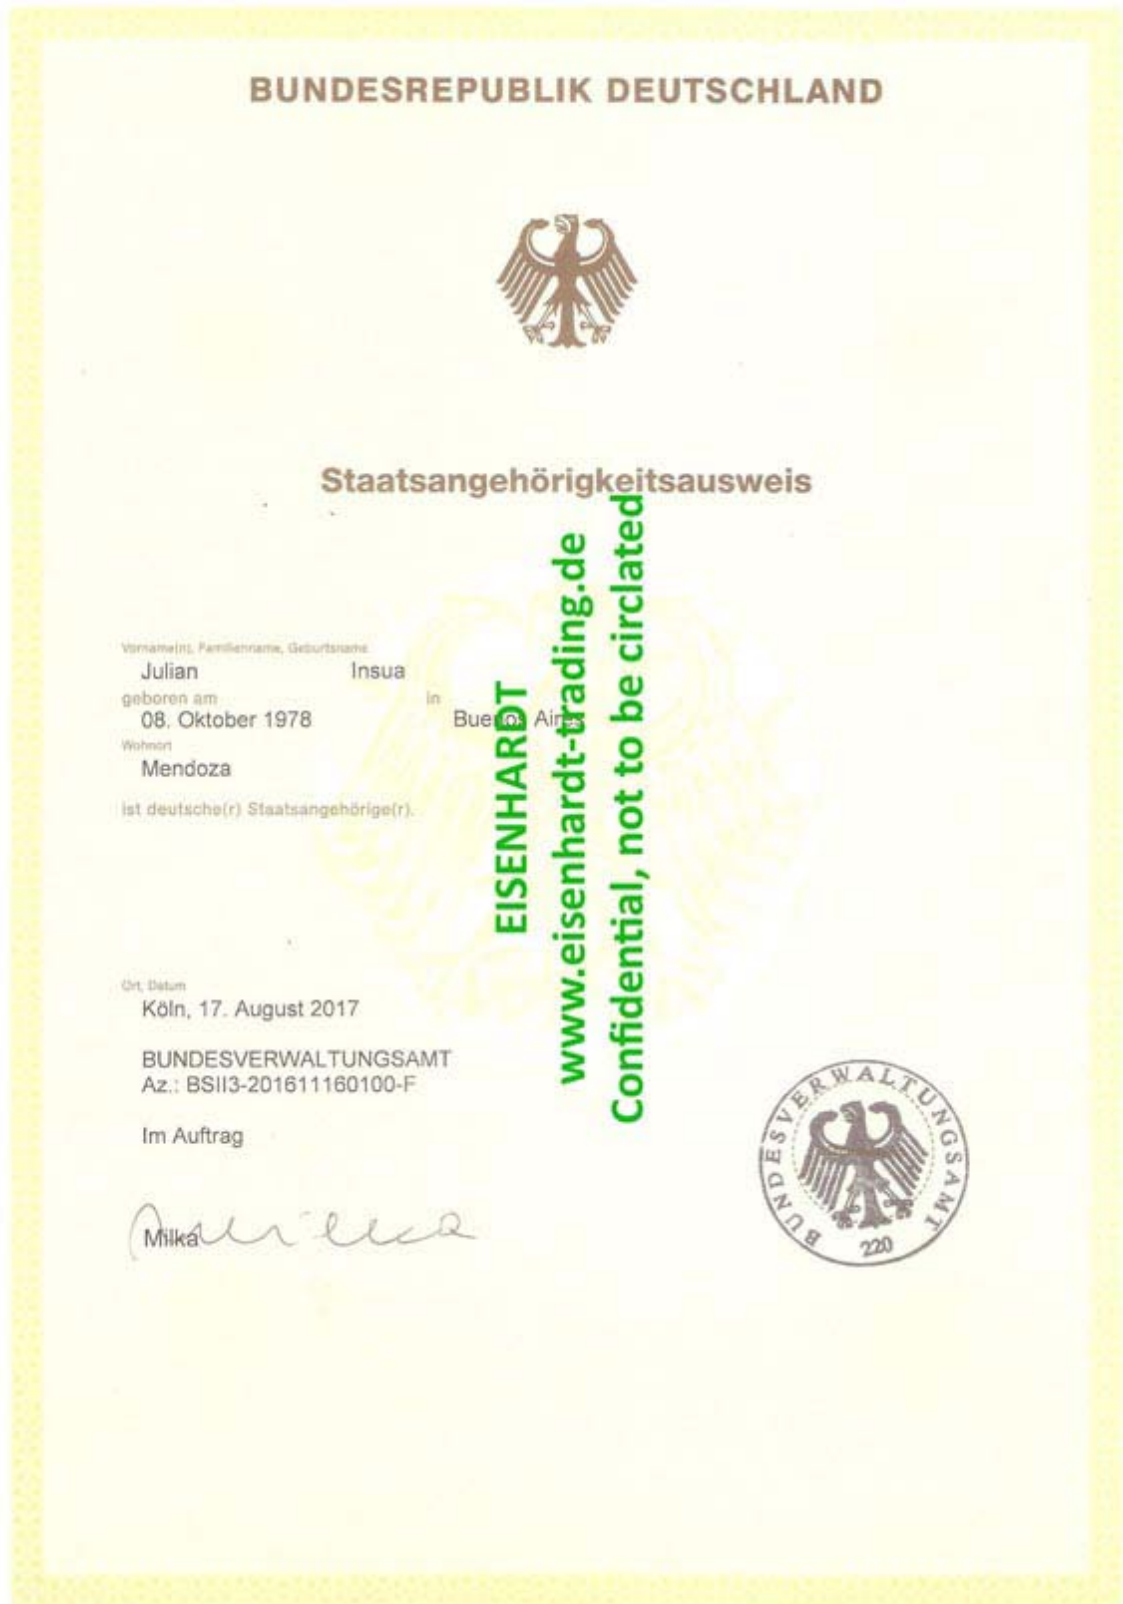 BUNDESREPUBLIK DEUTSCHLAND
Staatsangehörigkeitsausweis
Vorname(n), Familienname, Geburtsname
Julian Insua
geboren am in
08. Oktober 1978 Buenos Aires
Wohnort
Mendoza
ist deutsche(r) Staatsangehörige(r).
EISENHARDT
www.eisenhardt-trading.de
Confidential, not to be circlated
Ort, Datum
Köln, 17. August 2017
BUNDESVERWALTUNGSAMT
Az.: BSII3-201611160100-F
Im Auftrag
Milka
Milka
BUNDESVERWALTUNGSAMT
220